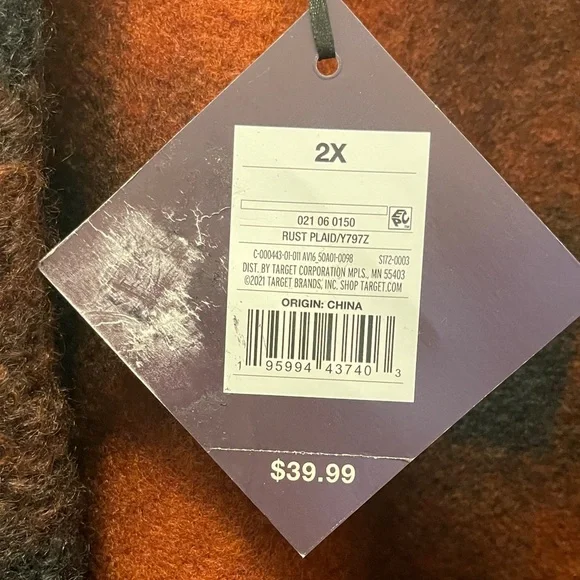 2X
021 06 0150
RUST PLAID/Y797Z
C-000443-01-011 AV16_50A01-0098 S172-0003
DIST. BY TARGET CORPORATION MPLS., MN 55403
©2021 TARGET BRANDS, INC. SHOP TARGET.COM
ORIGIN: CHINA
1 95994 43740 3
$39.99